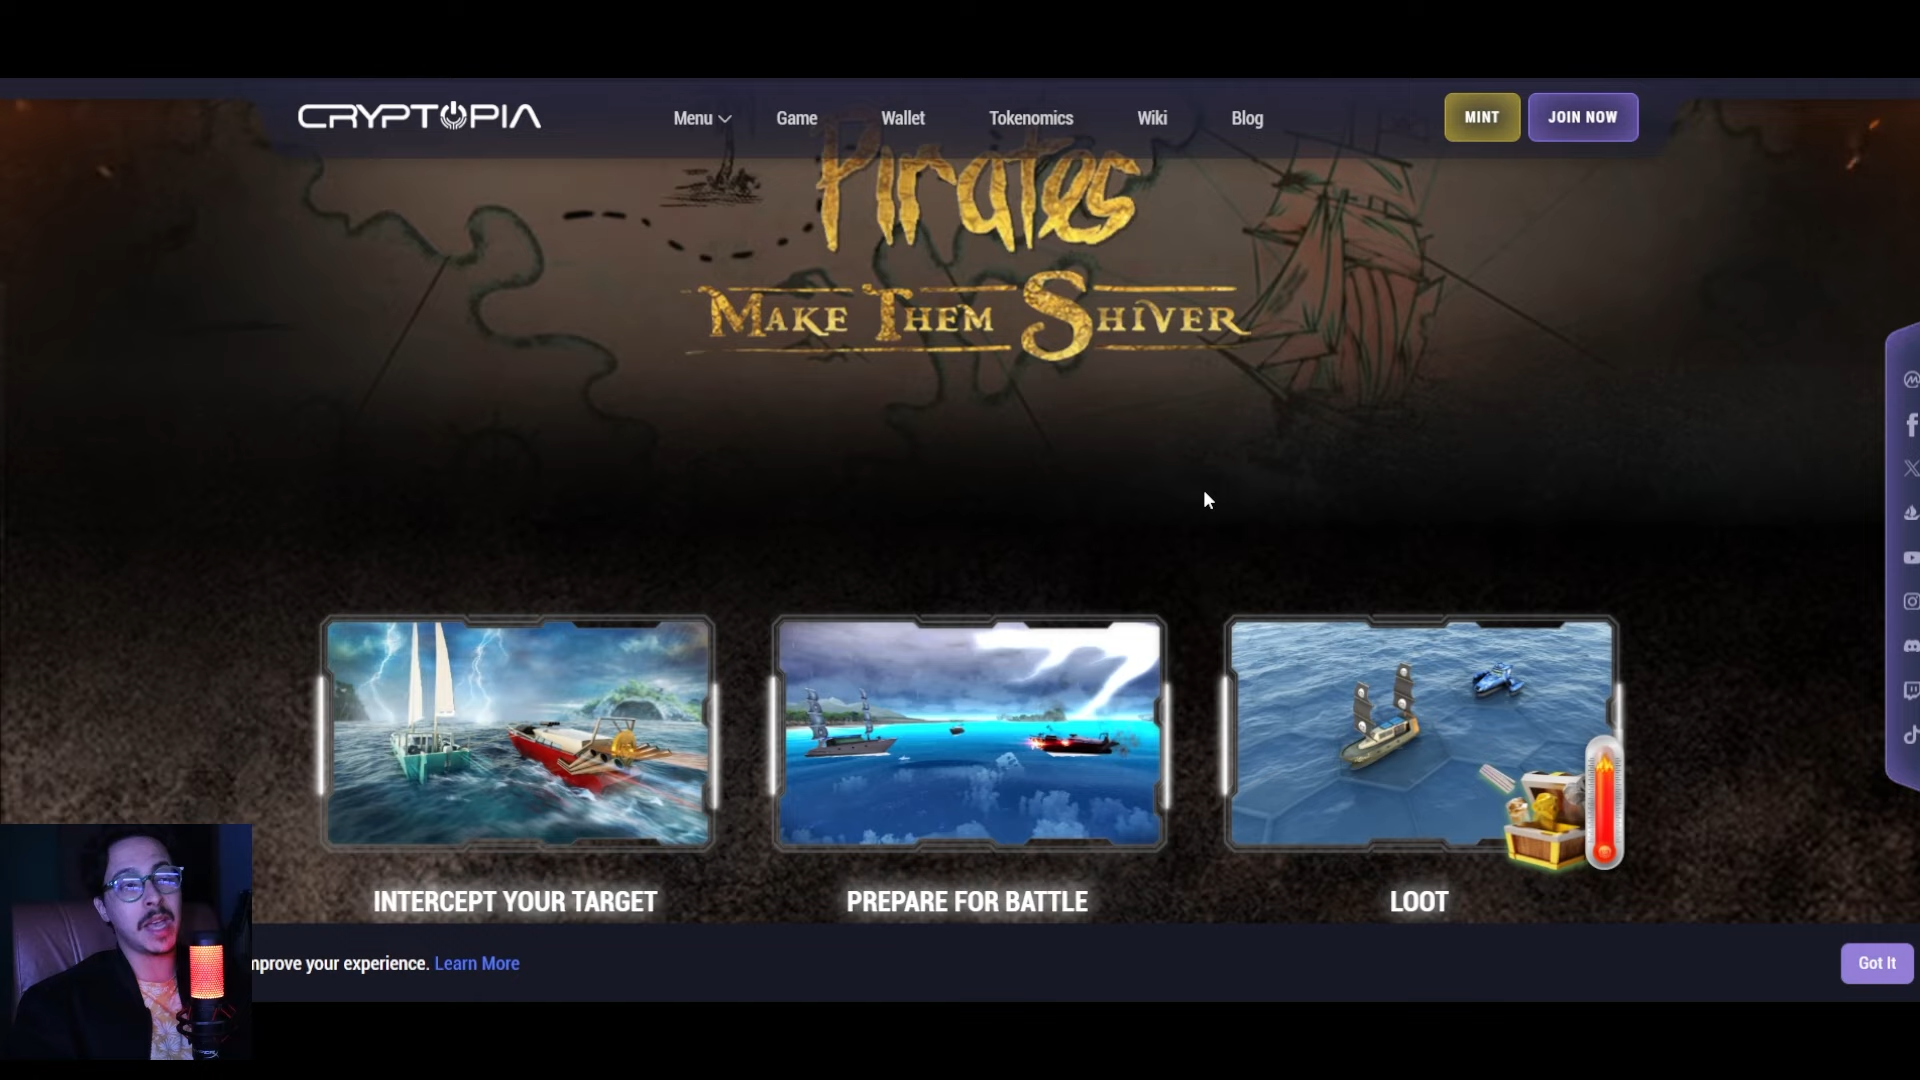 CRYPTOPIA
Menu
Game
Wallet
Tokenomics
Wiki
Blog
MINT
JOIN NOW
Pirates
MAKE THEM SHIVER
INTERCEPT YOUR TARGET
PREPARE FOR BATTLE
LOOT
mprove your experience. Learn More
Got It